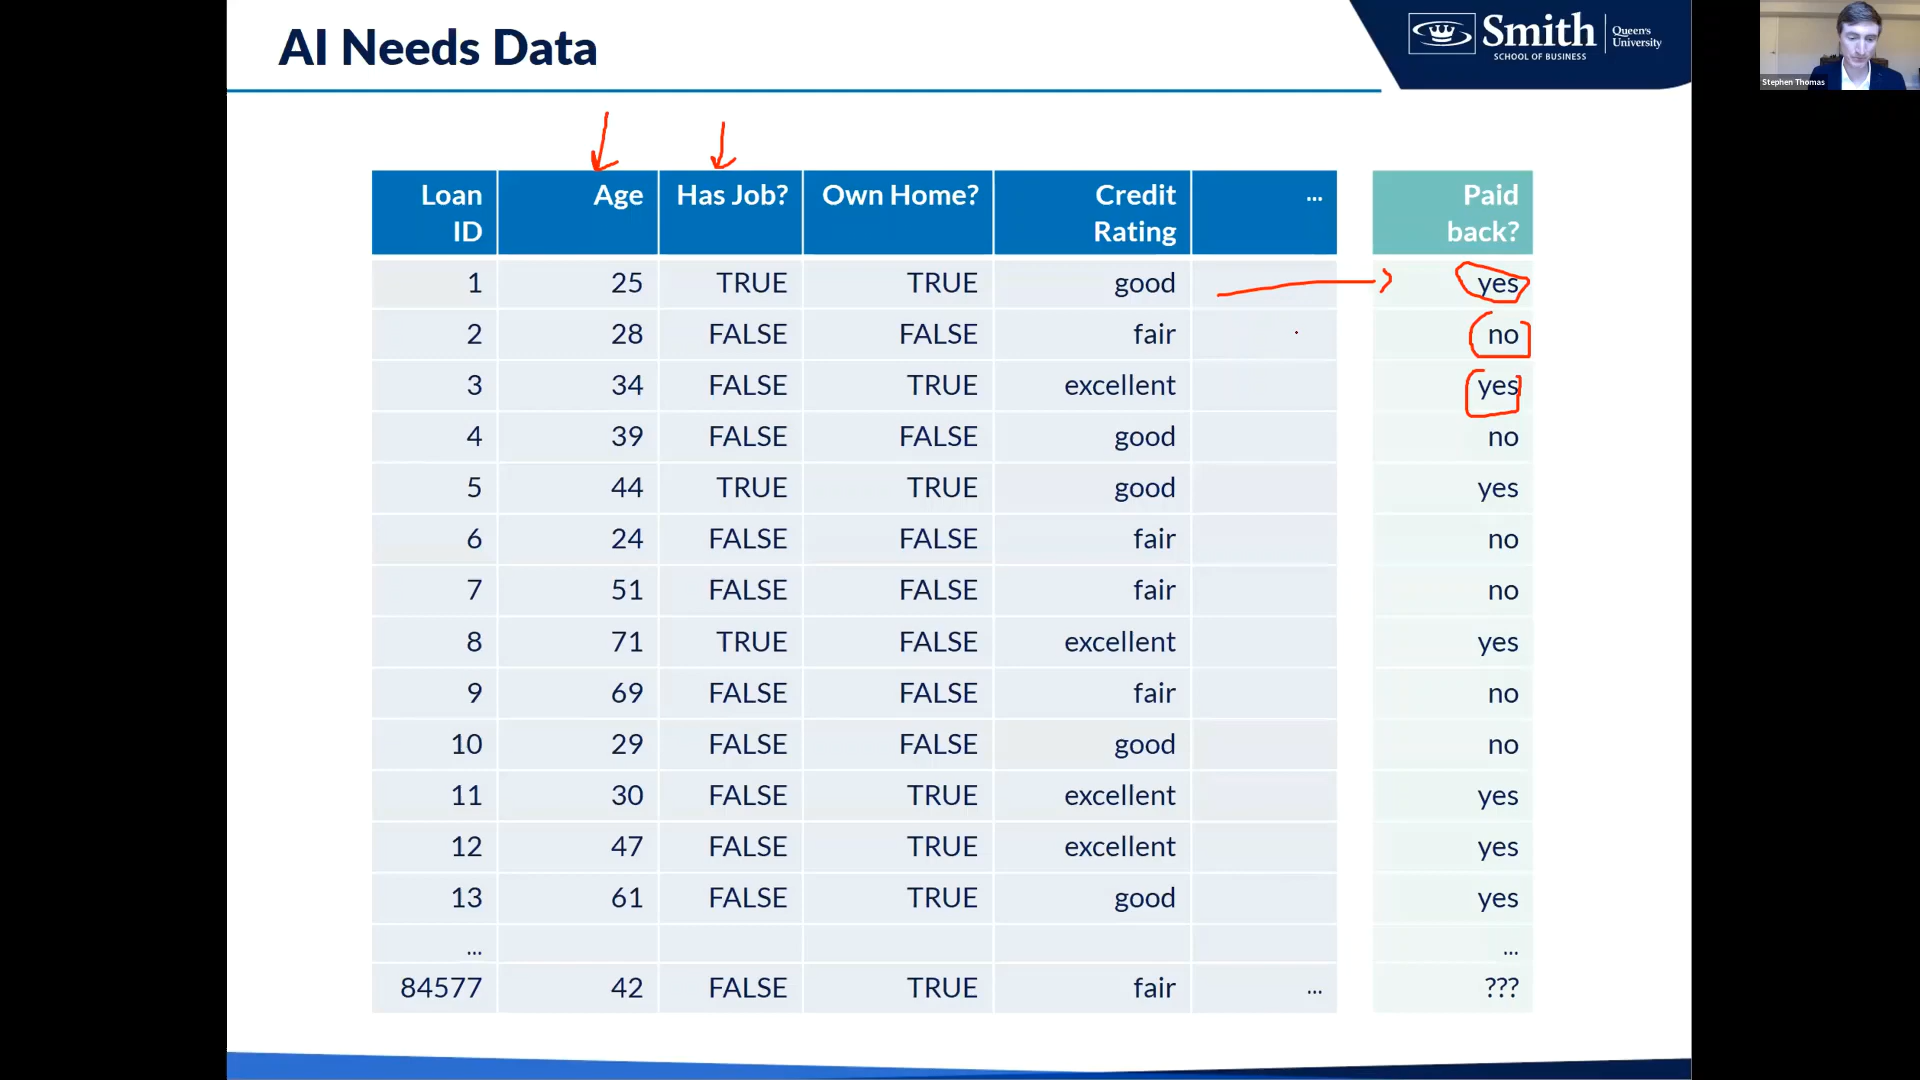 AI Needs Data
Smith
SCHOOL OF BUSINESS
Queen's
University
Stephen Thomas
Loan ID Age Has Job? Own Home? Credit Rating ... Paid back?
1 25 TRUE TRUE good yes
2 28 FALSE FALSE fair no
3 34 FALSE TRUE excellent yes
4 39 FALSE FALSE good no
5 44 TRUE TRUE good yes
6 24 FALSE FALSE fair no
7 51 FALSE FALSE fair no
8 71 TRUE FALSE excellent yes
9 69 FALSE FALSE fair no
10 29 FALSE FALSE good no
11 30 FALSE TRUE excellent yes
12 47 FALSE TRUE excellent yes
13 61 FALSE TRUE good yes
... ...
84577 42 FALSE TRUE fair ... ???